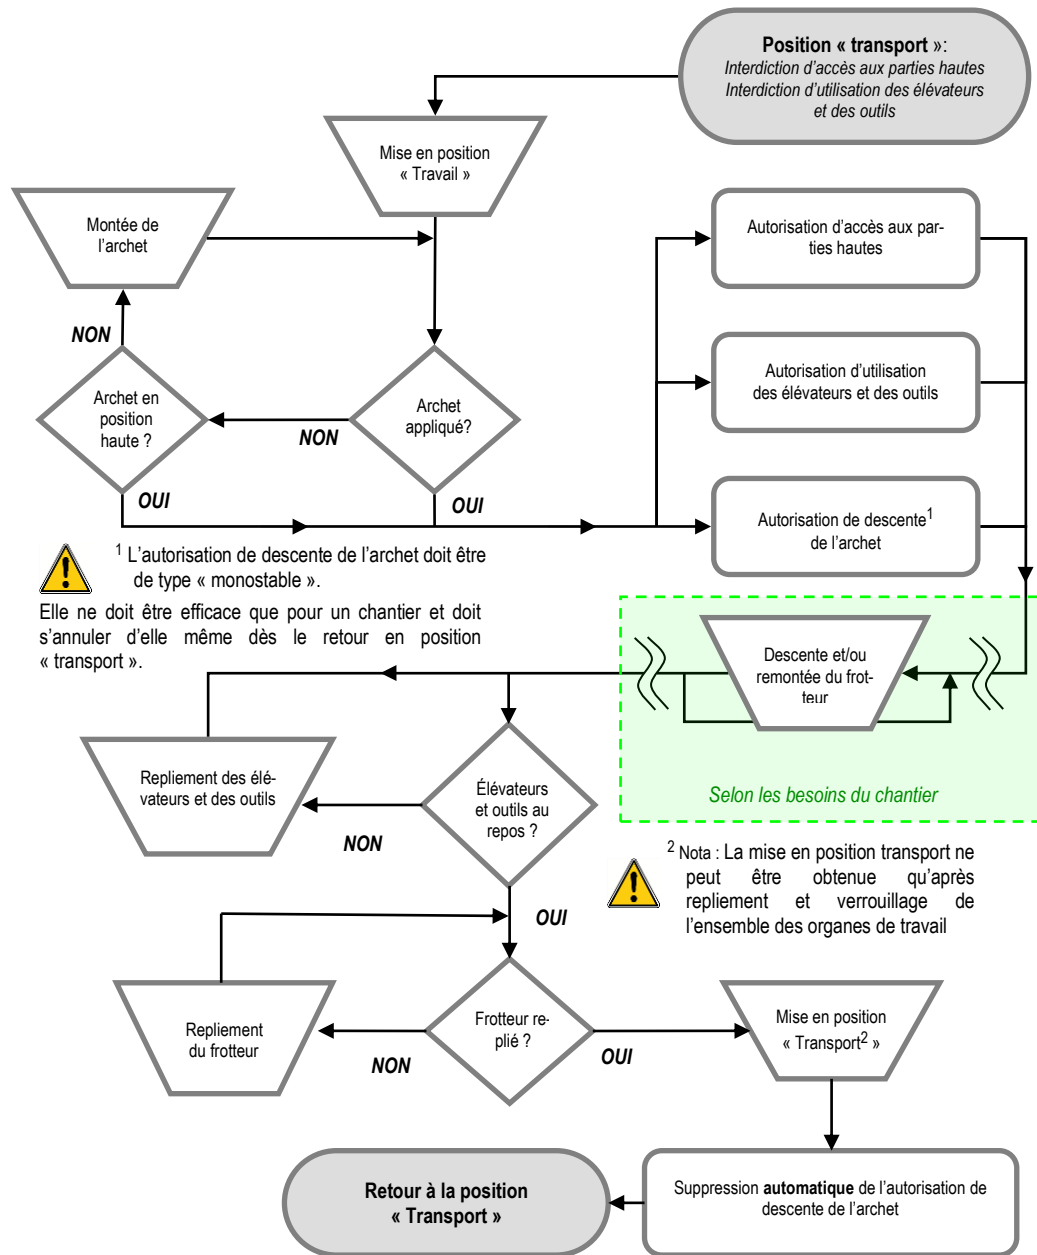 Position « transport »:
Interdiction d’accès aux parties hautes
Interdiction d’utilisation des élévateurs
et des outils
Mise en position
« Travail »
Montée de
l’archet
Autorisation d’accès aux par-
ties hautes
NON
Archet en
position
haute ?
NON
Archet
appliqué?
Autorisation d’utilisation
des élévateurs et des outils
OUI
OUI
Autorisation de descente1
de l’archet
1 L’autorisation de descente de l’archet doit être
de type « monostable ».
Elle ne doit être efficace que pour un chantier et doit
s’annuler d’elle même dès le retour en position
« transport ».
Descente et/ou
remontée du frot-
teur
Selon les besoins du chantier
Repliement des élé-
vateurs et des outils
NON
Élévateurs
et outils au
repos ?
2 Nota : La mise en position transport ne
peut être obtenue qu’après
repliement et verrouillage de
l’ensemble des organes de travail
OUI
Repliement
du frotteur
NON
Frotteur re-
plié ?
OUI
Mise en position
« Transport2 »
Retour à la position
« Transport »
Suppression automatique de l’autorisation de
descente de l’archet